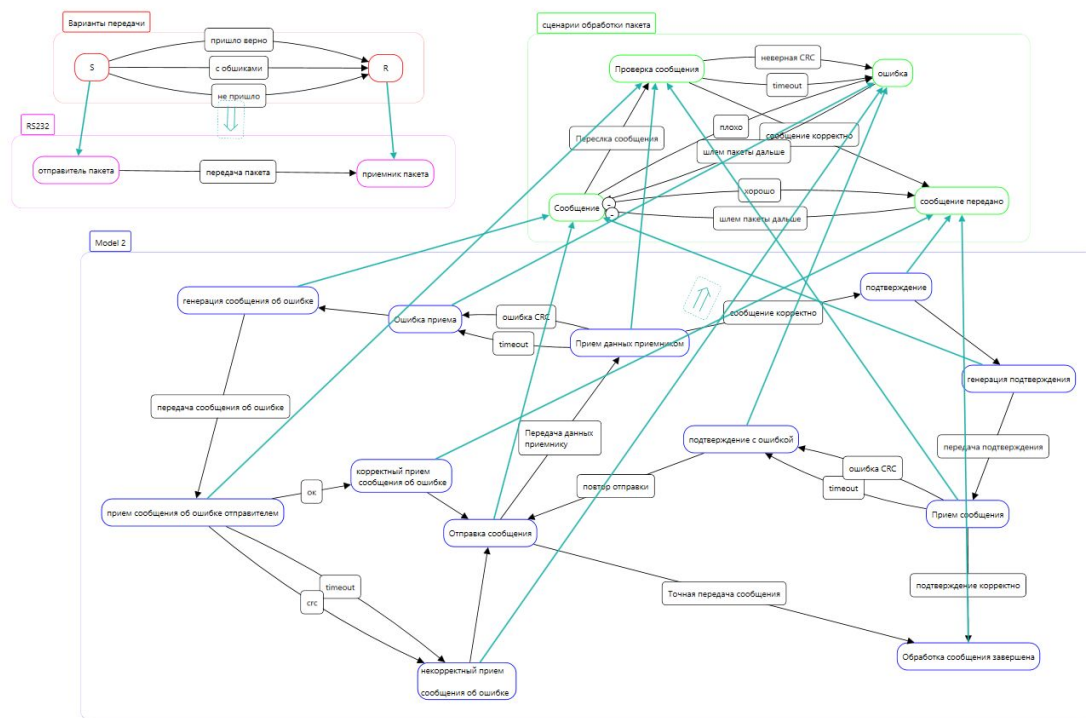 Варианты передачи
пришло верно
S
с обшиками
R
не пришло
RS232
отправитель пакета
передача пакета
приемник пакета
сценарии обработки пакета
Проверка сообщения
неверная CRC
timeout
ошибка
плохо
Переслка сообщения
сообщение корректно
шлем пакеты дальше
Сообщение
хорошо
сообщение передано
шлем пакеты дальше
Model 2
генерация сообщения об ошибке
Ошибка приема
ошибка CRC
timeout
Прием данных приемником
сообщение корректно
подтверждение
генерация подтверждения
передача сообщения об ошибке
Передача данных
приемнику
подтверждение с ошибкой
передача подтверждения
корректный прием
сообщения об ошибке
ок
повтор отправки
ошибка CRC
timeout
прием сообщения об ошибке отправителем
Отправка сообщения
Прием сообщения
timeout
crc
Точная передача сообщения
подтверждение корректно
некорректный прием
сообщения об ошибке
Обработка сообщения завершена